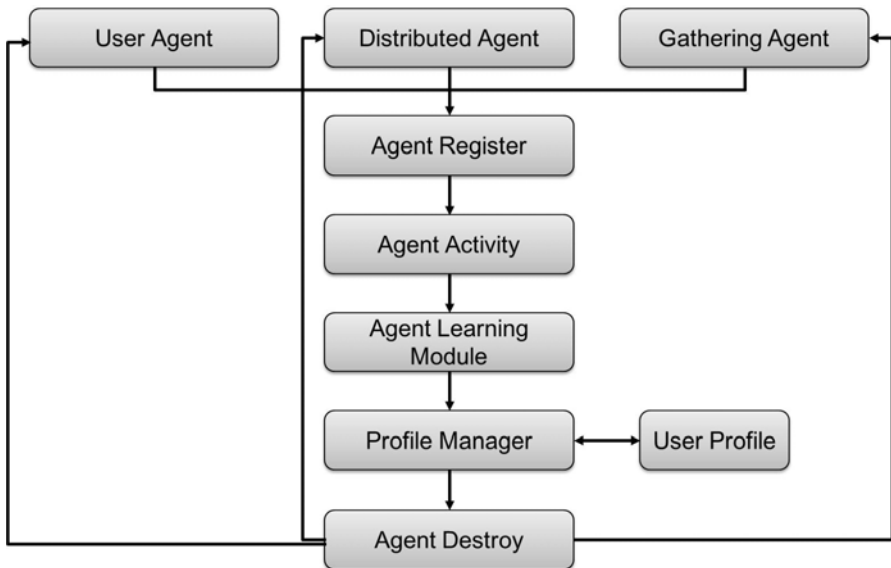 User Agent
Distributed Agent
Gathering Agent
Agent Register
Agent Activity
Agent Learning
Module
Profile Manager
User Profile
Agent Destroy